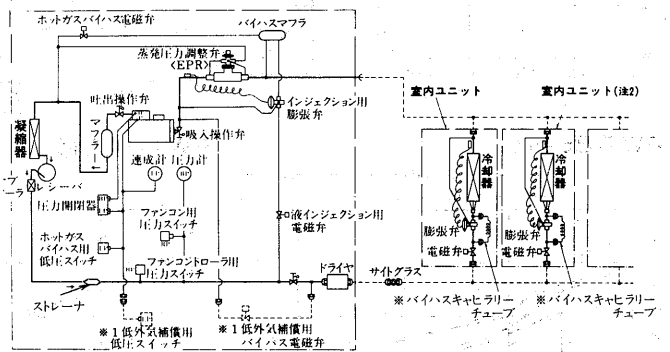 ホットガスバイパス電磁弁
バイパスマフラ
蒸発圧力調整弁
<EPR>
室内ユニット
室内ユニット(注2)
吐出操作弁
インジェクション用
膨張弁
マフラー
吸入操作弁
凝縮器
冷却器
冷却器
連成計
圧力計
レシーバ
圧力開閉器
ファンコン用
圧力スイッチ
液インジェクション用
電磁弁
膨張弁
膨張弁
ホットガス
バイパス用
低圧スイッチ
電磁弁
電磁弁
ファンコントローラ用
圧力スイッチ
ドライヤ
サイトグラス
ストレーナ
※バイパスキャピラリー
チューブ
※バイパスキャピラリー
チューブ
※1低外気補償用
低圧スイッチ
※1低外気補償用
バイパス電磁弁